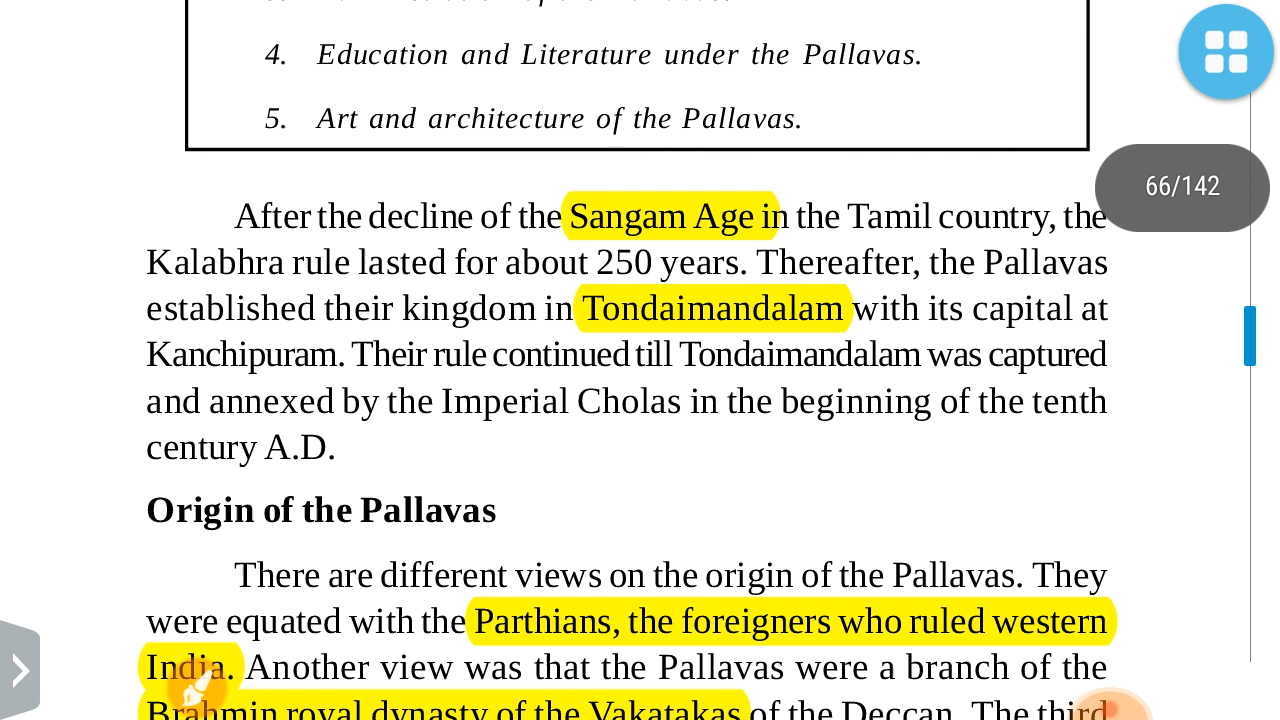 4. Education and Literature under the Pallavas.
5. Art and architecture of the Pallavas.
66/142
After the decline of the Sangam Age in the Tamil country, the
Kalabhra rule lasted for about 250 years. Thereafter, the Pallavas
established their kingdom in Tondaimandalam with its capital at
Kanchipuram. Their rule continued till Tondaimandalam was captured
and annexed by the Imperial Cholas in the beginning of the tenth
century A.D.
Origin of the Pallavas
There are different views on the origin of the Pallavas. They
were equated with the Parthians, the foreigners who ruled western
India. Another view was that the Pallavas were a branch of the
Brahmin royal dynasty of the Vakatakas of the Deccan. The third